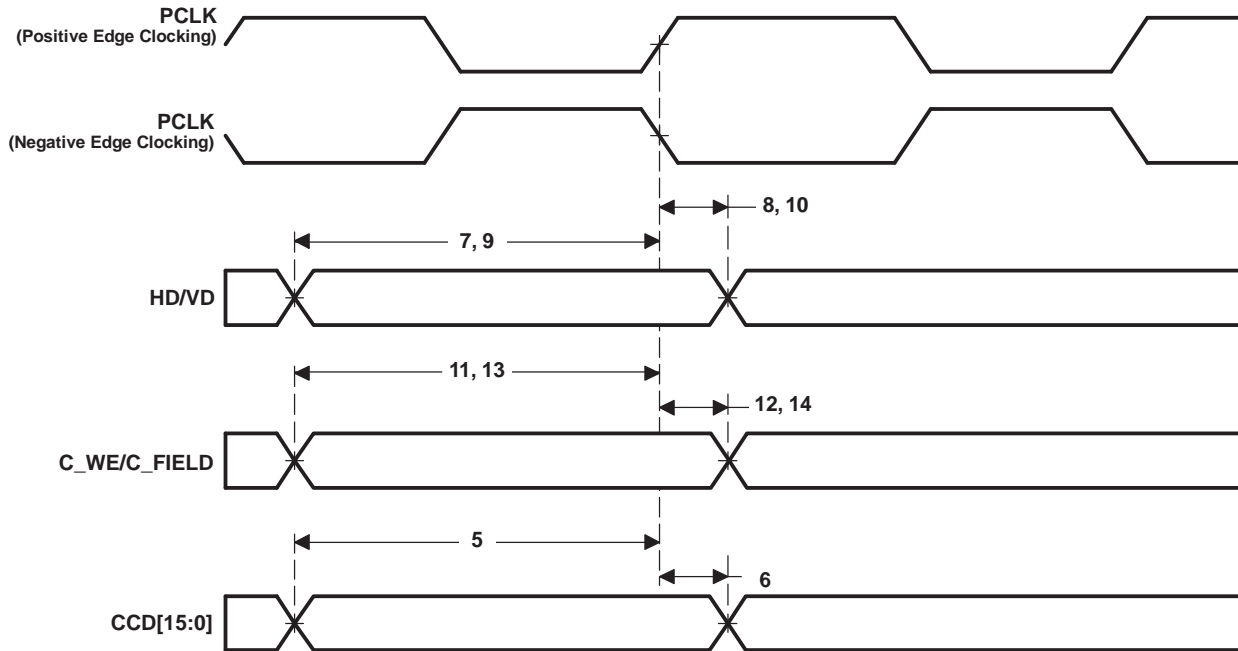 PCLK
(Positive Edge Clocking)
PCLK
(Negative Edge Clocking)
8, 10
7, 9
HD/VD
11, 13
12, 14
C_WE/C_FIELD
5
6
CCD[15:0]